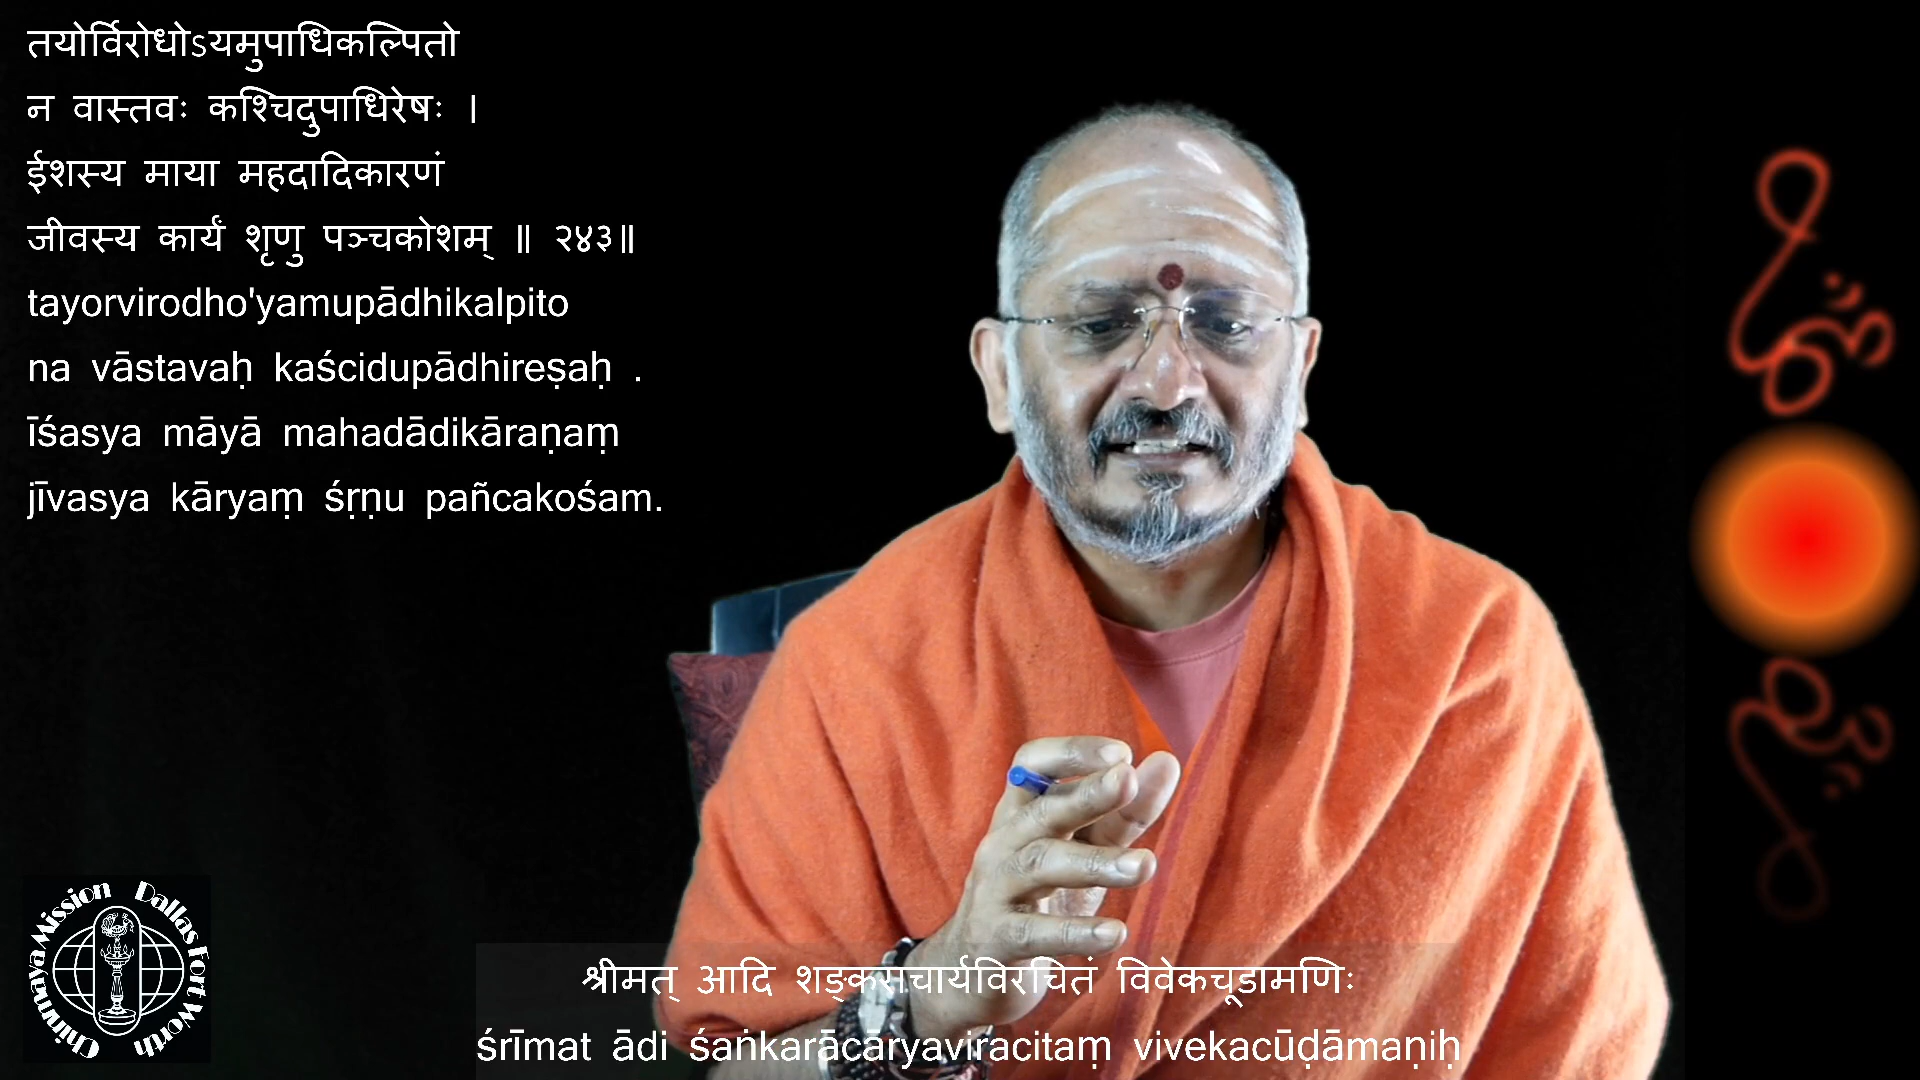 तयोर्विरोधोऽयमुपाधिकल्पितो
न वास्तवः कश्चिदुपाधिरेषः ।
ईशस्य माया महदादिकारणं
जीवस्य कार्यं शृणु पञ्चकोशम् ॥ २४३॥
tayorvirodho'yamupādhikalpito
na vāstavaḥ kaścidupādhireṣaḥ .
īśasya māyā mahadādikāraṇaṃ
jīvasya kāryaṃ śṛṇu pañcakośam.
Chinmaya Mission Dallas Fort Worth
श्रीमत् आदि शङ्कराचार्यविरचितं विवेकचूडामणिः
śrīmat ādi śaṅkarācāryaviracitaṃ vivekacūḍāmaṇiḥ